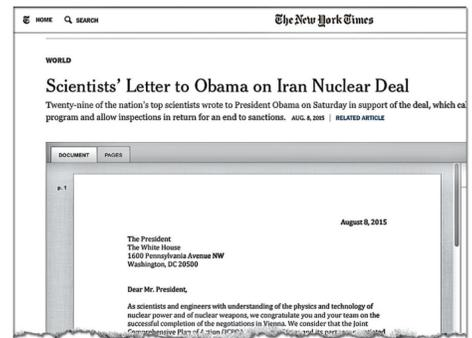 HOME SEARCH The New York Times
WORLD
Scientists' Letter to Obama on Iran Nuclear Deal
Twenty-nine of the nation's top scientists wrote to President Obama on Saturday in support of the deal, which ca
program and allow inspections in return for an end to sanctions. AUG. 8, 2015 | RELATED ARTICLE
DOCUMENT PAGES
p. 1
August 8, 2015
The President
The White House
1600 Pennsylvania Avenue NW
Washington, DC 20500
Dear Mr. President,
As scientists and engineers with understanding of the physics and technology of
nuclear power and of nuclear weapons, we congratulate you and your team on the
successful completion of the negotiations in Vienna. We consider that the Joint
Comprehensive Plan of Action (JCPOA)